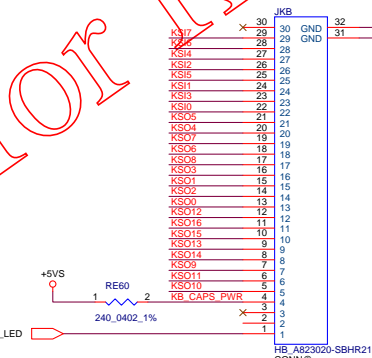 JKB
30 30 GND 32
KSI7 29 29 GND 31
KSI6 28 28
KSI4 27 27
KSI2 26 26
KSI5 25 25
KSI1 24 24
KSI3 23 23
KSI0 22 22
KSO5 21 21
KSO4 20 20
KSO7 19 19
KSO6 18 18
KSO8 17 17
KSO3 16 16
KSO1 15 15
KSO2 14 14
KSO0 13 13
KSO12 12 12
KSO16 11 11
KSO15 10 10
KSO13 9 9
KSO14 8 8
KSO9 7 7
KSO11 6 6
KSO10 5 5
KB_CAPS_PWR 4 4
3 3
2 2
1 1
+5VS
RE60
1 2
240_0402_1%
_LED
HB_A823020-SBHR21
or